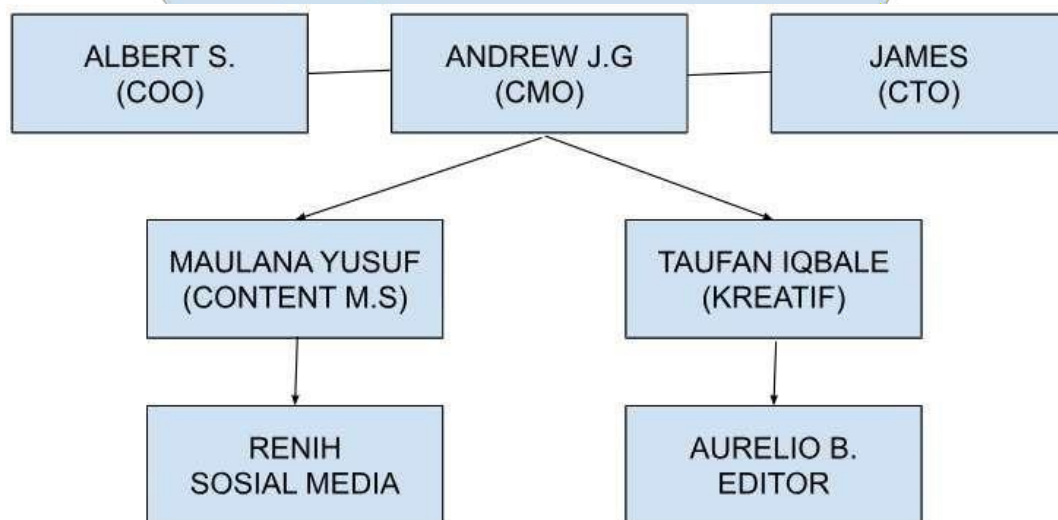 ALBERT S.
(COO)
ANDREW J.G
(CMO)
JAMES
(CTO)
MAULANA YUSUF
(CONTENT M.S)
TAUFAN IQBALE
(KREATIF)
RENIH
SOSIAL MEDIA
AURELIO B.
EDITOR